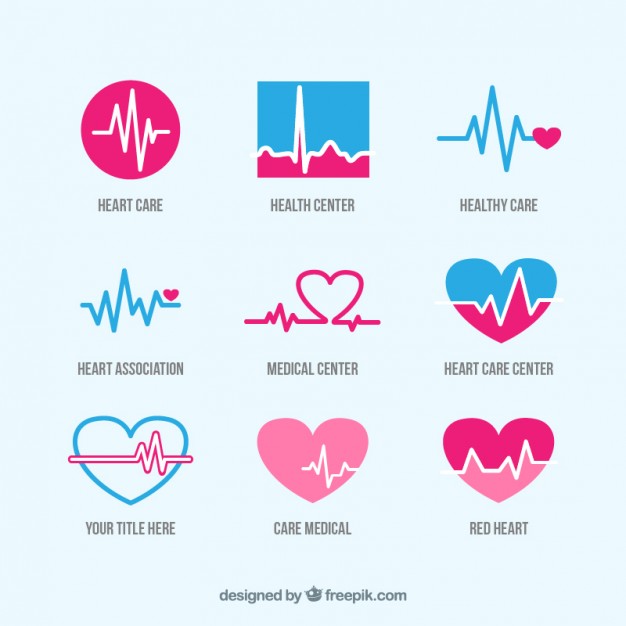 HEART CARE
HEALTH CENTER
HEALTHY CARE
HEART ASSOCIATION
MEDICAL CENTER
HEART CARE CENTER
YOUR TITLE HERE
CARE MEDICAL
RED HEART
designed by freepik.com